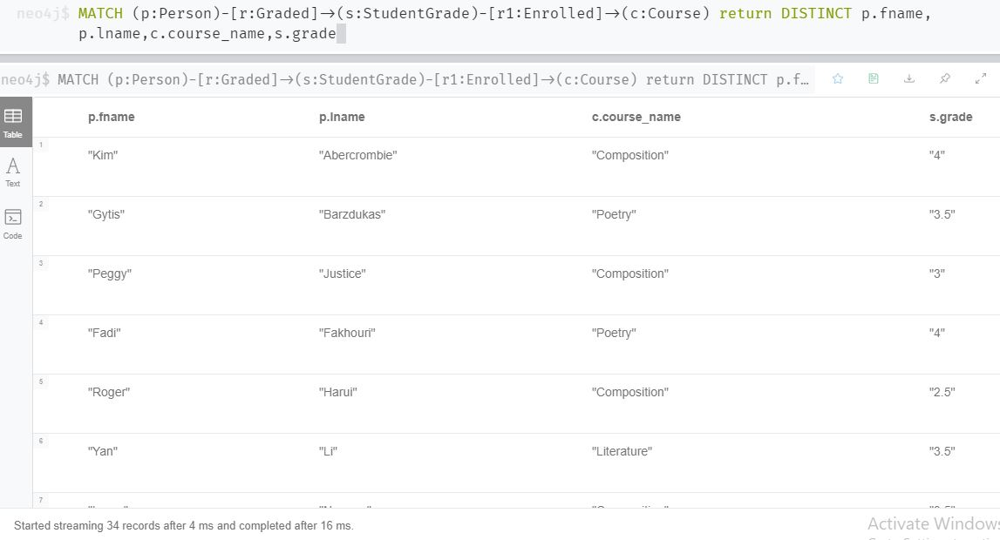 neo4j$ MATCH (p:Person)-[r:Graded]→(s:StudentGrade)-[r1:Enrolled]→(c:Course) return DISTINCT p.fname,
p.lname,c.course_name,s.grade
neo4j$ MATCH (p:Person)-[r:Graded]→(s:StudentGrade)-[r1:Enrolled]→(c:Course) return DISTINCT p.f…
p.fname p.lname c.course_name s.grade
Table
1
"Kim" "Abercrombie" "Composition" "4"
Text
2
"Gytis" "Barzdukas" "Poetry" "3.5"
Code
3
"Peggy" "Justice" "Composition" "3"
4
"Fadi" "Fakhouri" "Poetry" "4"
5
"Roger" "Harui" "Composition" "2.5"
6
"Yan" "Li" "Literature" "3.5"
7
Started streaming 34 records after 4 ms and completed after 16 ms.
Activate Windows